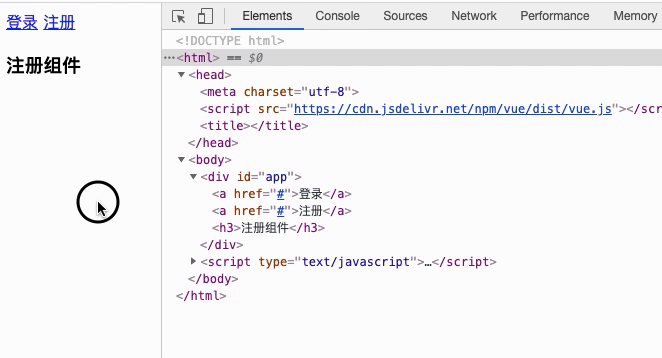 登录 注册
注册组件
Elements Console Sources Network Performance Memory
<!DOCTYPE html>
…<html> == $0
<head>
<meta charset="utf-8">
<script src="https://cdn.jsdelivr.net/npm/vue/dist/vue.js"></scr
<title></title>
</head>
<body>
<div id="app">
<a href="#">登录</a>
<a href="#">注册</a>
<h3>注册组件</h3>
</div>
<script type="text/javascript">…</script>
</body>
</html>